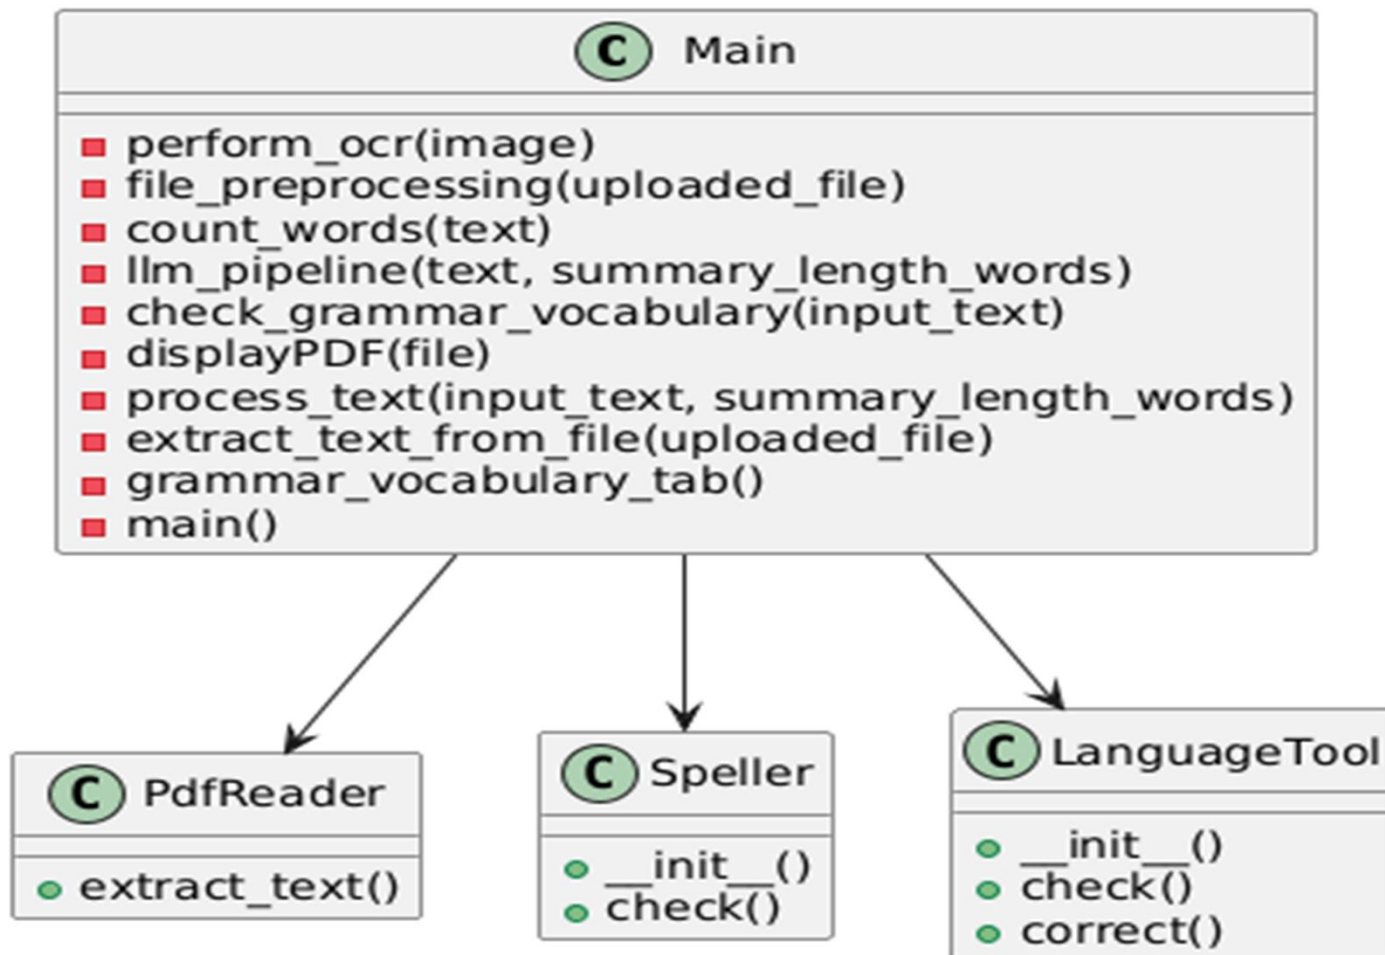 C Main
perform_ocr(image)
file_preprocessing(uploaded_file)
count_words(text)
llm_pipeline(text, summary_length_words)
check_grammar_vocabulary(input_text)
displayPDF(file)
process_text(input_text, summary_length_words)
extract_text_from_file(uploaded_file)
grammar_vocabulary_tab()
main()
C PdfReader
extract_text()
C Speller
__init__()
check()
C LanguageTool
__init__()
check()
correct()